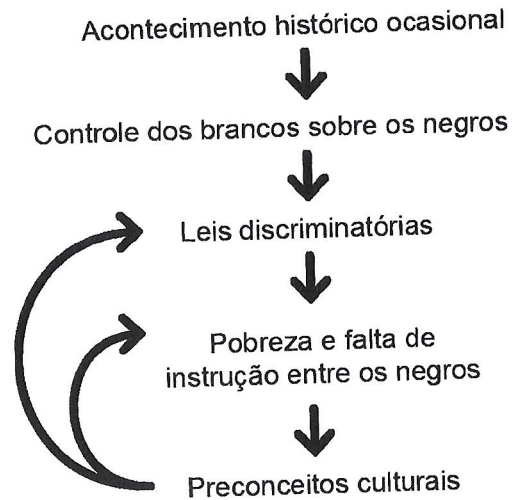 Acontecimento histórico ocasional
Controle dos brancos sobre os negros
Leis discriminatórias
Pobreza e falta de
instrução entre os negros
Preconceitos culturais